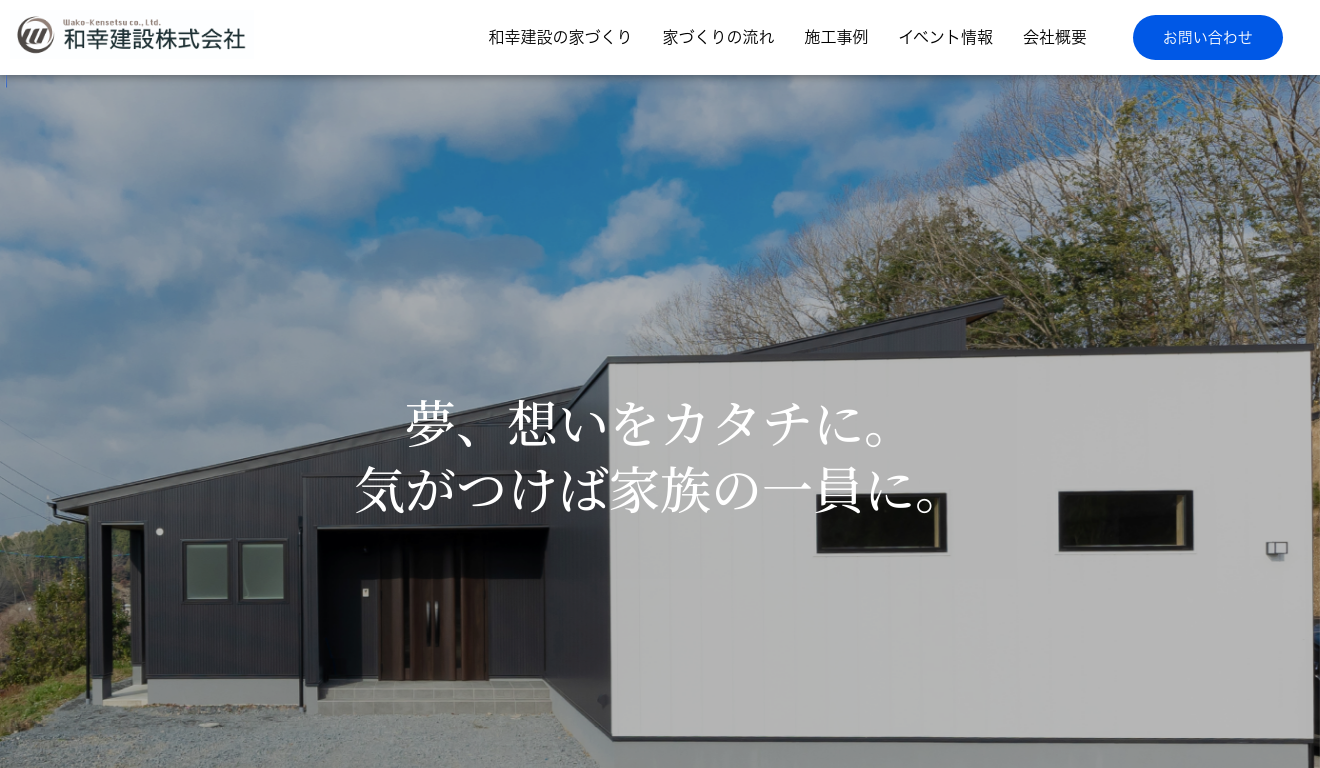 Wako-Kensetsu co., Ltd.
和幸建設株式会社
和幸建設の家づくり
家づくりの流れ
施工事例
イベント情報
会社概要
お問い合わせ
夢、想いをカタチに。
気がつけば家族の一員に。